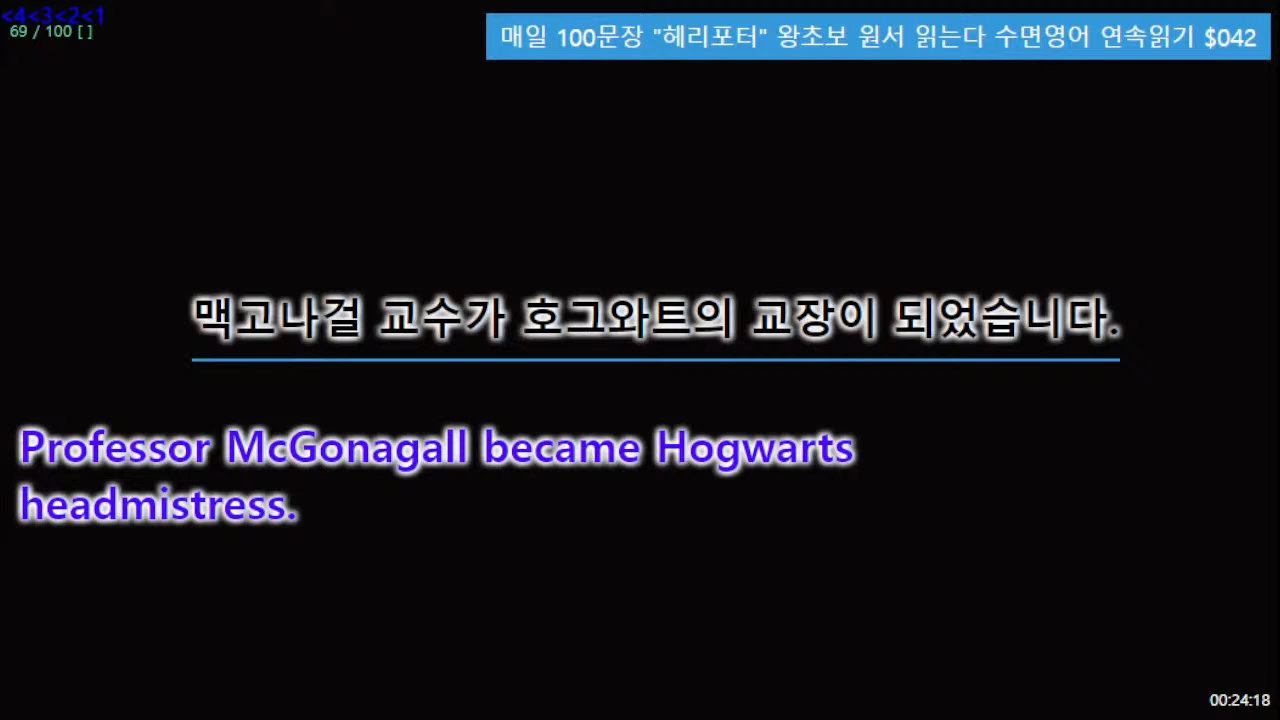 <4<3<2<1
69 / 100 [ ]
매일 100문장 "헤리포터" 왕초보 원서 읽는다 수면영어 연속읽기 $042
맥고나걸 교수가 호그와트의 교장이 되었습니다.
Professor McGonagall became Hogwarts
headmistress.
00:24:18